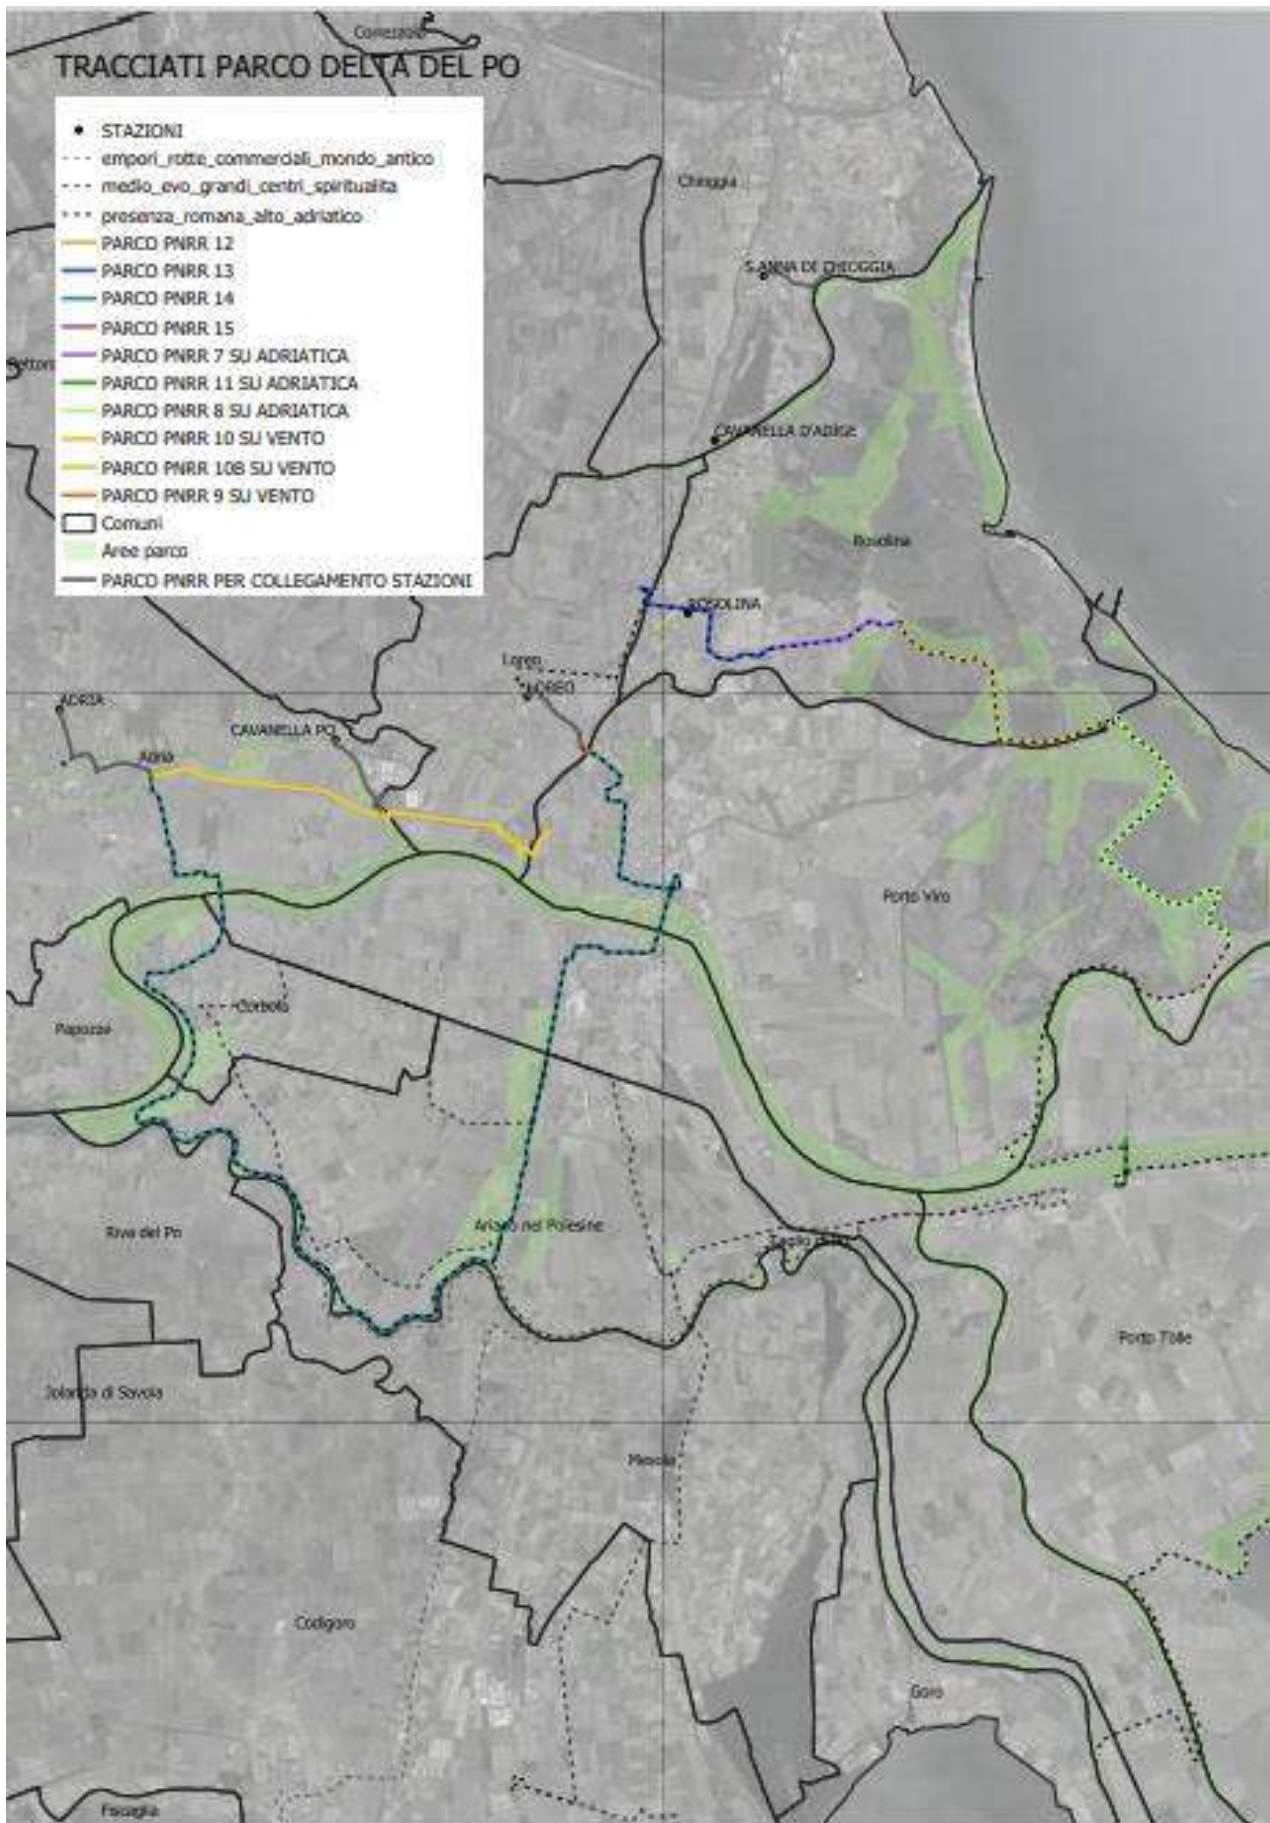 TRACCIATI PARCO DELTA DEL PO
STAZIONI
empori_rotte_commerciali_mondo_antico
medio_evo_grandi_centri_spiritualita
presenza_romana_alto_adriatico
PARCO PNRR 12
PARCO PNRR 13
PARCO PNRR 14
PARCO PNRR 15
PARCO PNRR 7 SU ADRIATICA
PARCO PNRR 11 SU ADRIATICA
PARCO PNRR 8 SU ADRIATICA
PARCO PNRR 10 SU VENTO
PARCO PNRR 10B SU VENTO
PARCO PNRR 9 SU VENTO
Comuni
Aree parco
PARCO PNRR PER COLLEGAMENTO STAZIONI
Chioggia
S.ANNA DI CHIOGGIA
CAVANELLA D'ADIGE
Rosolina
ROSOLINA
Loreo
LOREO
ADRIA
CAVANELLA PO
Adria
Porto Viro
Corbola
Papozze
Riva del Po
Ariano nel Polesine
Taglio di Po
Porto Tolle
Jolanda di Savoia
Mesola
Codigoro
Goro
Fiscaglia